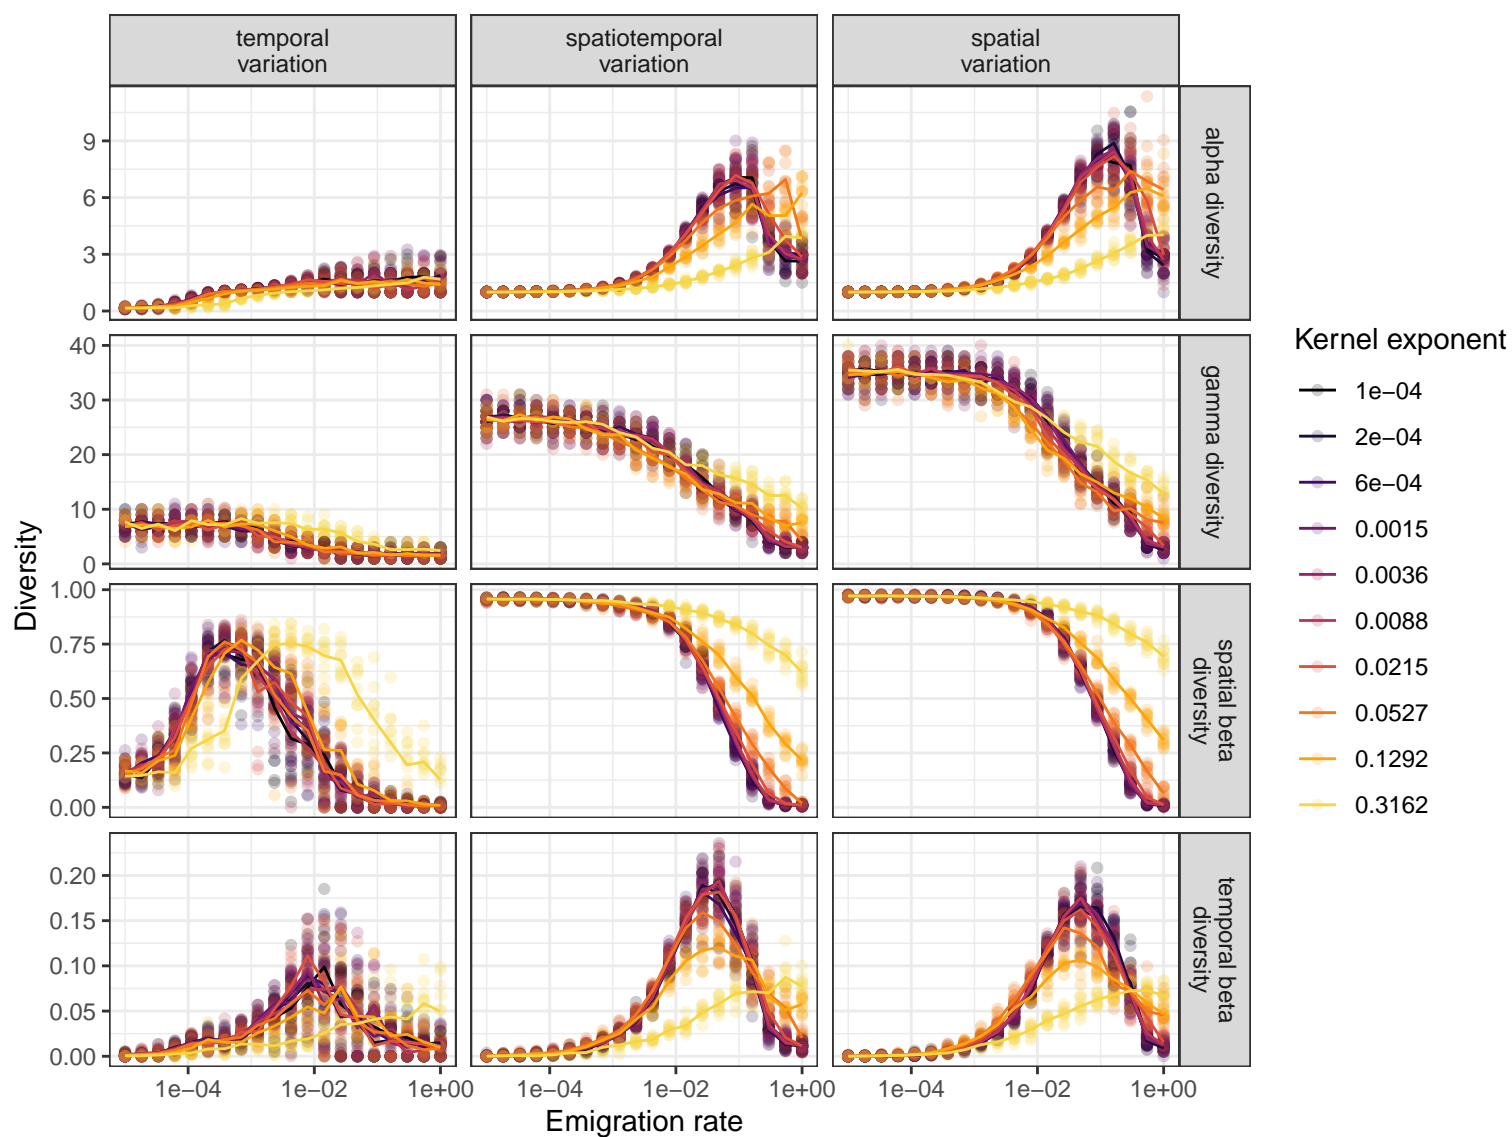 temporal
variation
spatiotemporal
variation
spatial
variation
alpha diversity
gamma diversity
spatial beta
diversity
temporal beta
diversity
Diversity
9
6
3
0
40
30
20
10
0
1.00
0.75
0.50
0.25
0.00
0.20
0.15
0.10
0.05
0.00
1e−04
1e−02
1e+00
1e−04
1e−02
1e+00
1e−04
1e−02
1e+00
Emigration rate
Kernel exponent
1e−04
2e−04
6e−04
0.0015
0.0036
0.0088
0.0215
0.0527
0.1292
0.3162